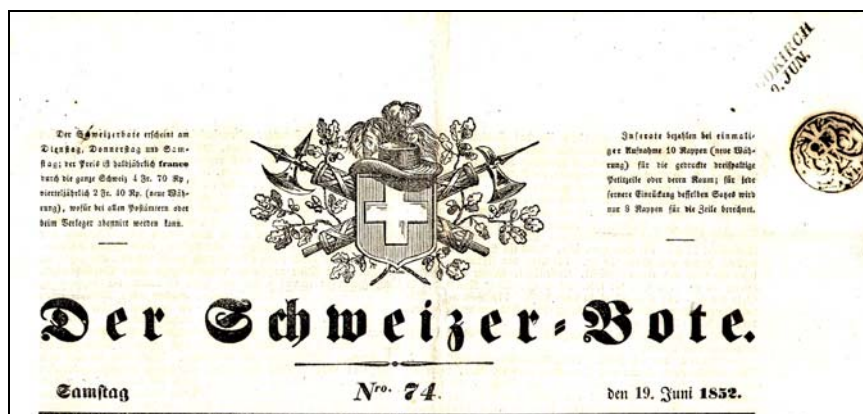 Der Schweizerbote erscheint am
Dienstag, Donnerstag und Sam-
stag; der Preis ist halbjährlich franco
durch die ganze Schweiz 4 Fr. 70 Rp.,
vierteljährlich 2 Fr. 40 Rp. (neue Wäh-
rung), wofür bei allen Postämtern oder
beim Verleger abonnirt werden kann.
Inserate bezahlen bei einmali-
ger Aufnahme 10 Rappen (neue Wäh-
rung) für die gedruckte dreispaltige
Petitzeile oder deren Raum; für jede
fernere Einrückung desselben Satzes wird
nur 8 Rappen für die Zeile berechnet.
KIRCH
JUN.
Der Schweizer-Bote.
Samstag
Nro. 74.
den 19. Juni 1852.